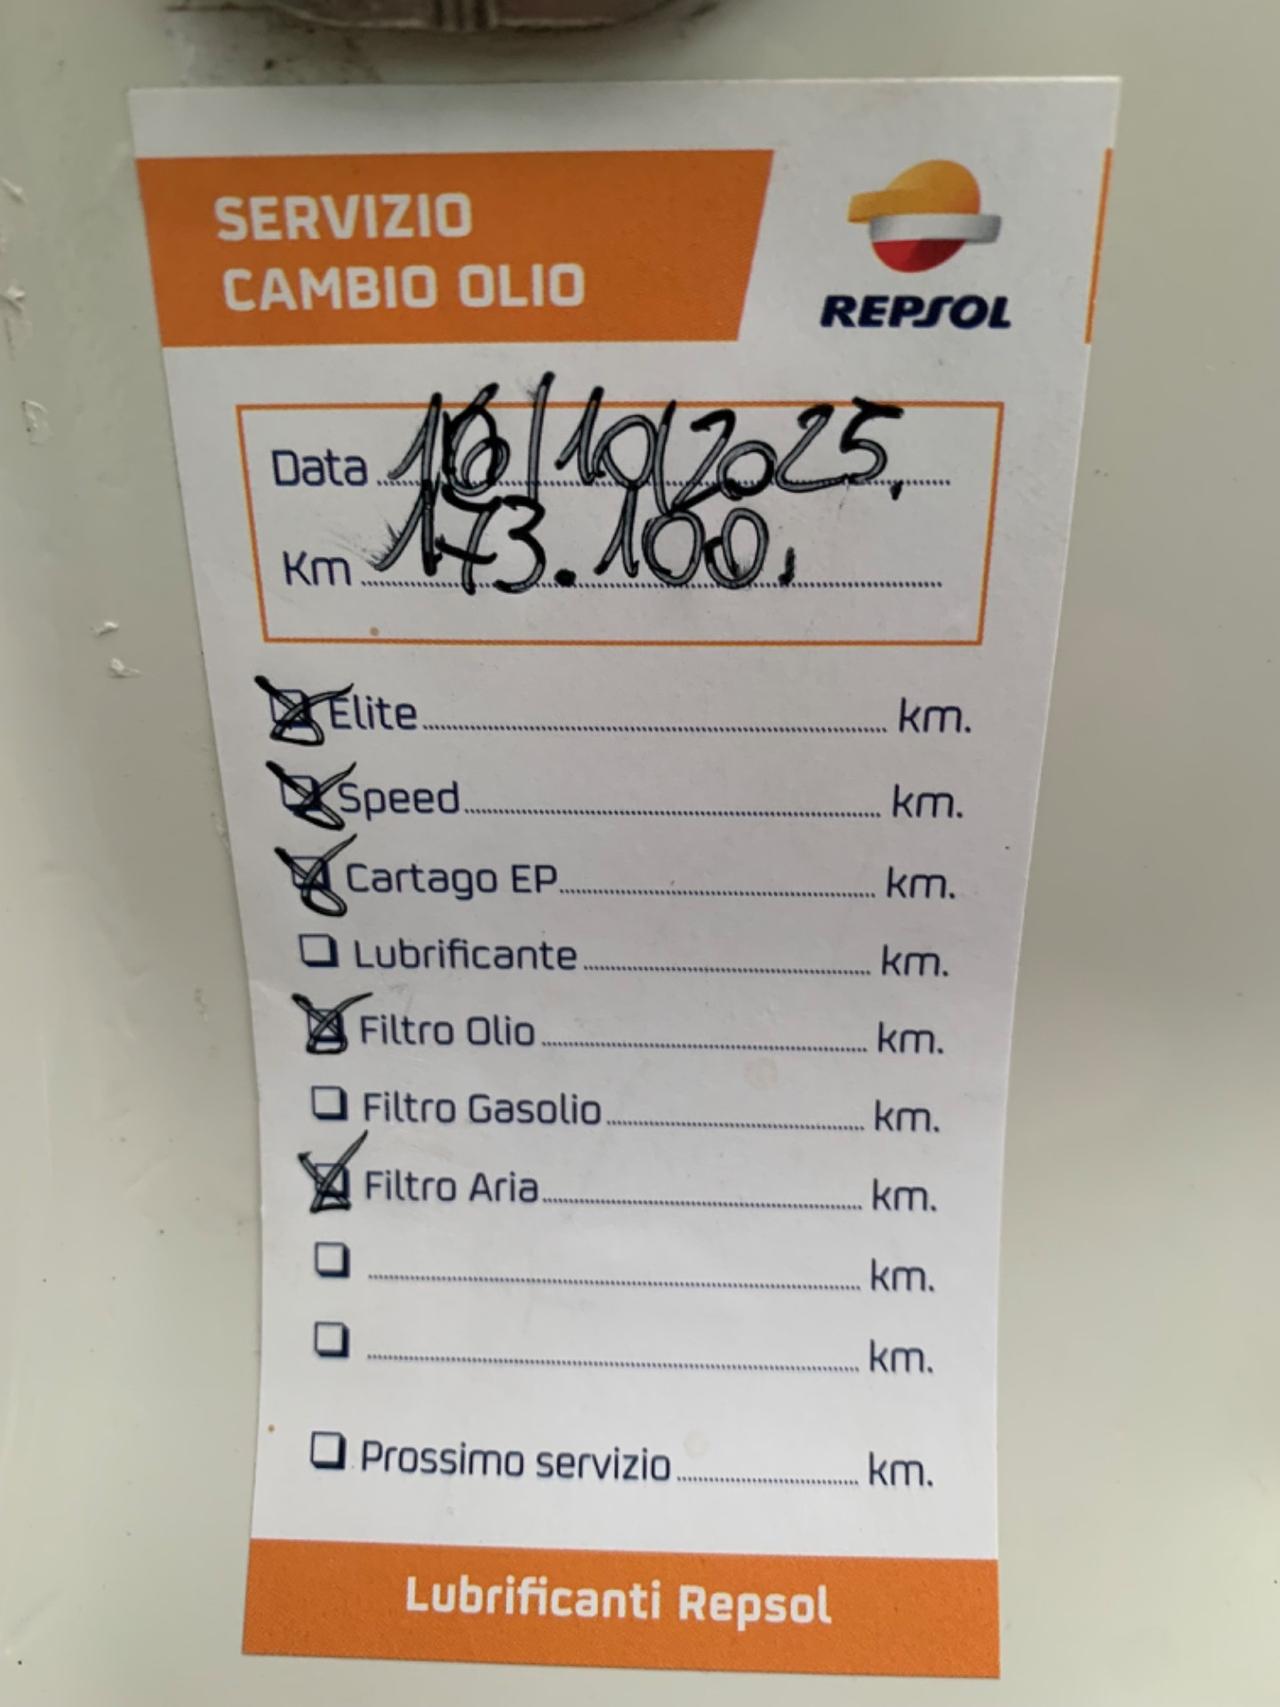 SERVIZIO
CAMBIO OLIO
REPSOL
Data 16/10/2025.
Km 173.100.
Elite km.
Speed km.
Cartago EP km.
Lubrificante km.
Filtro Olio km.
Filtro Gasolio km.
Filtro Aria km.
km.
km.
Prossimo servizio km.
Lubrificanti Repsol